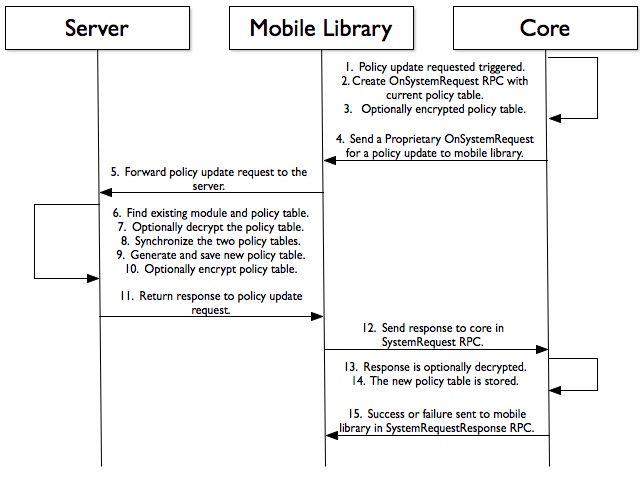 Server
Mobile Library
Core
1. Policy update requested triggered.
2. Create OnSystemRequest RPC with
current policy table.
3. Optionally encrypted policy table.
4. Send a Proprietary OnSystemRequest
for a policy update to mobile library.
5. Forward policy update request to the
server.
6. Find existing module and policy table.
7. Optionally decrypt the policy table.
8. Synchronize the two policy tables.
9. Generate and save new policy table.
10. Optionally encrypt policy table.
11. Return response to policy update
request.
12. Send response to core in
SystemRequest RPC.
13. Response is optionally decrypted.
14. The new policy table is stored.
15. Success or failure sent to mobile
library in SystemRequestResponse RPC.